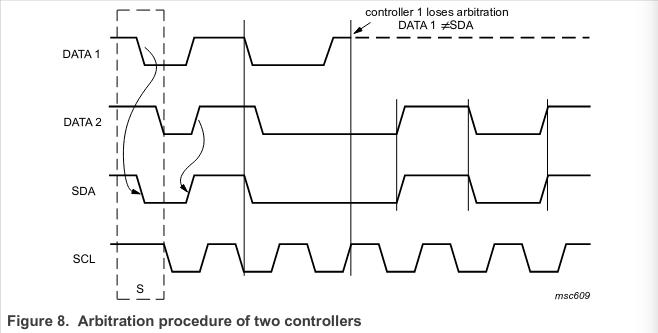 controller 1 loses arbitration
DATA 1 ≠SDA
DATA 1
DATA 2
SDA
SCL
S
msc609
Figure 8. Arbitration procedure of two controllers